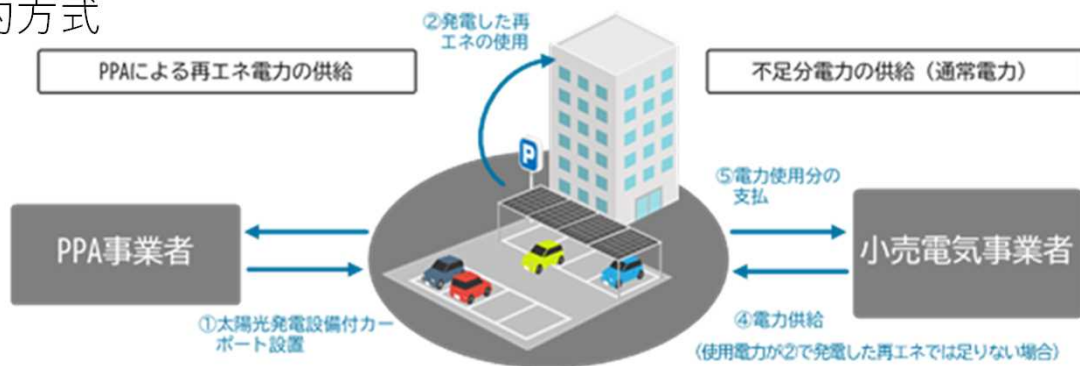 約方式
②発電した再
エネの使用
PPAによる再エネ電力の供給
不足分電力の供給（通常電力）
P
⑤電力使用分の
支払
PPA事業者
小売電気事業者
①太陽光発電設備付カー
ポート設置
④電力供給
（使用電力が②で発電した再エネでは足りない場合）